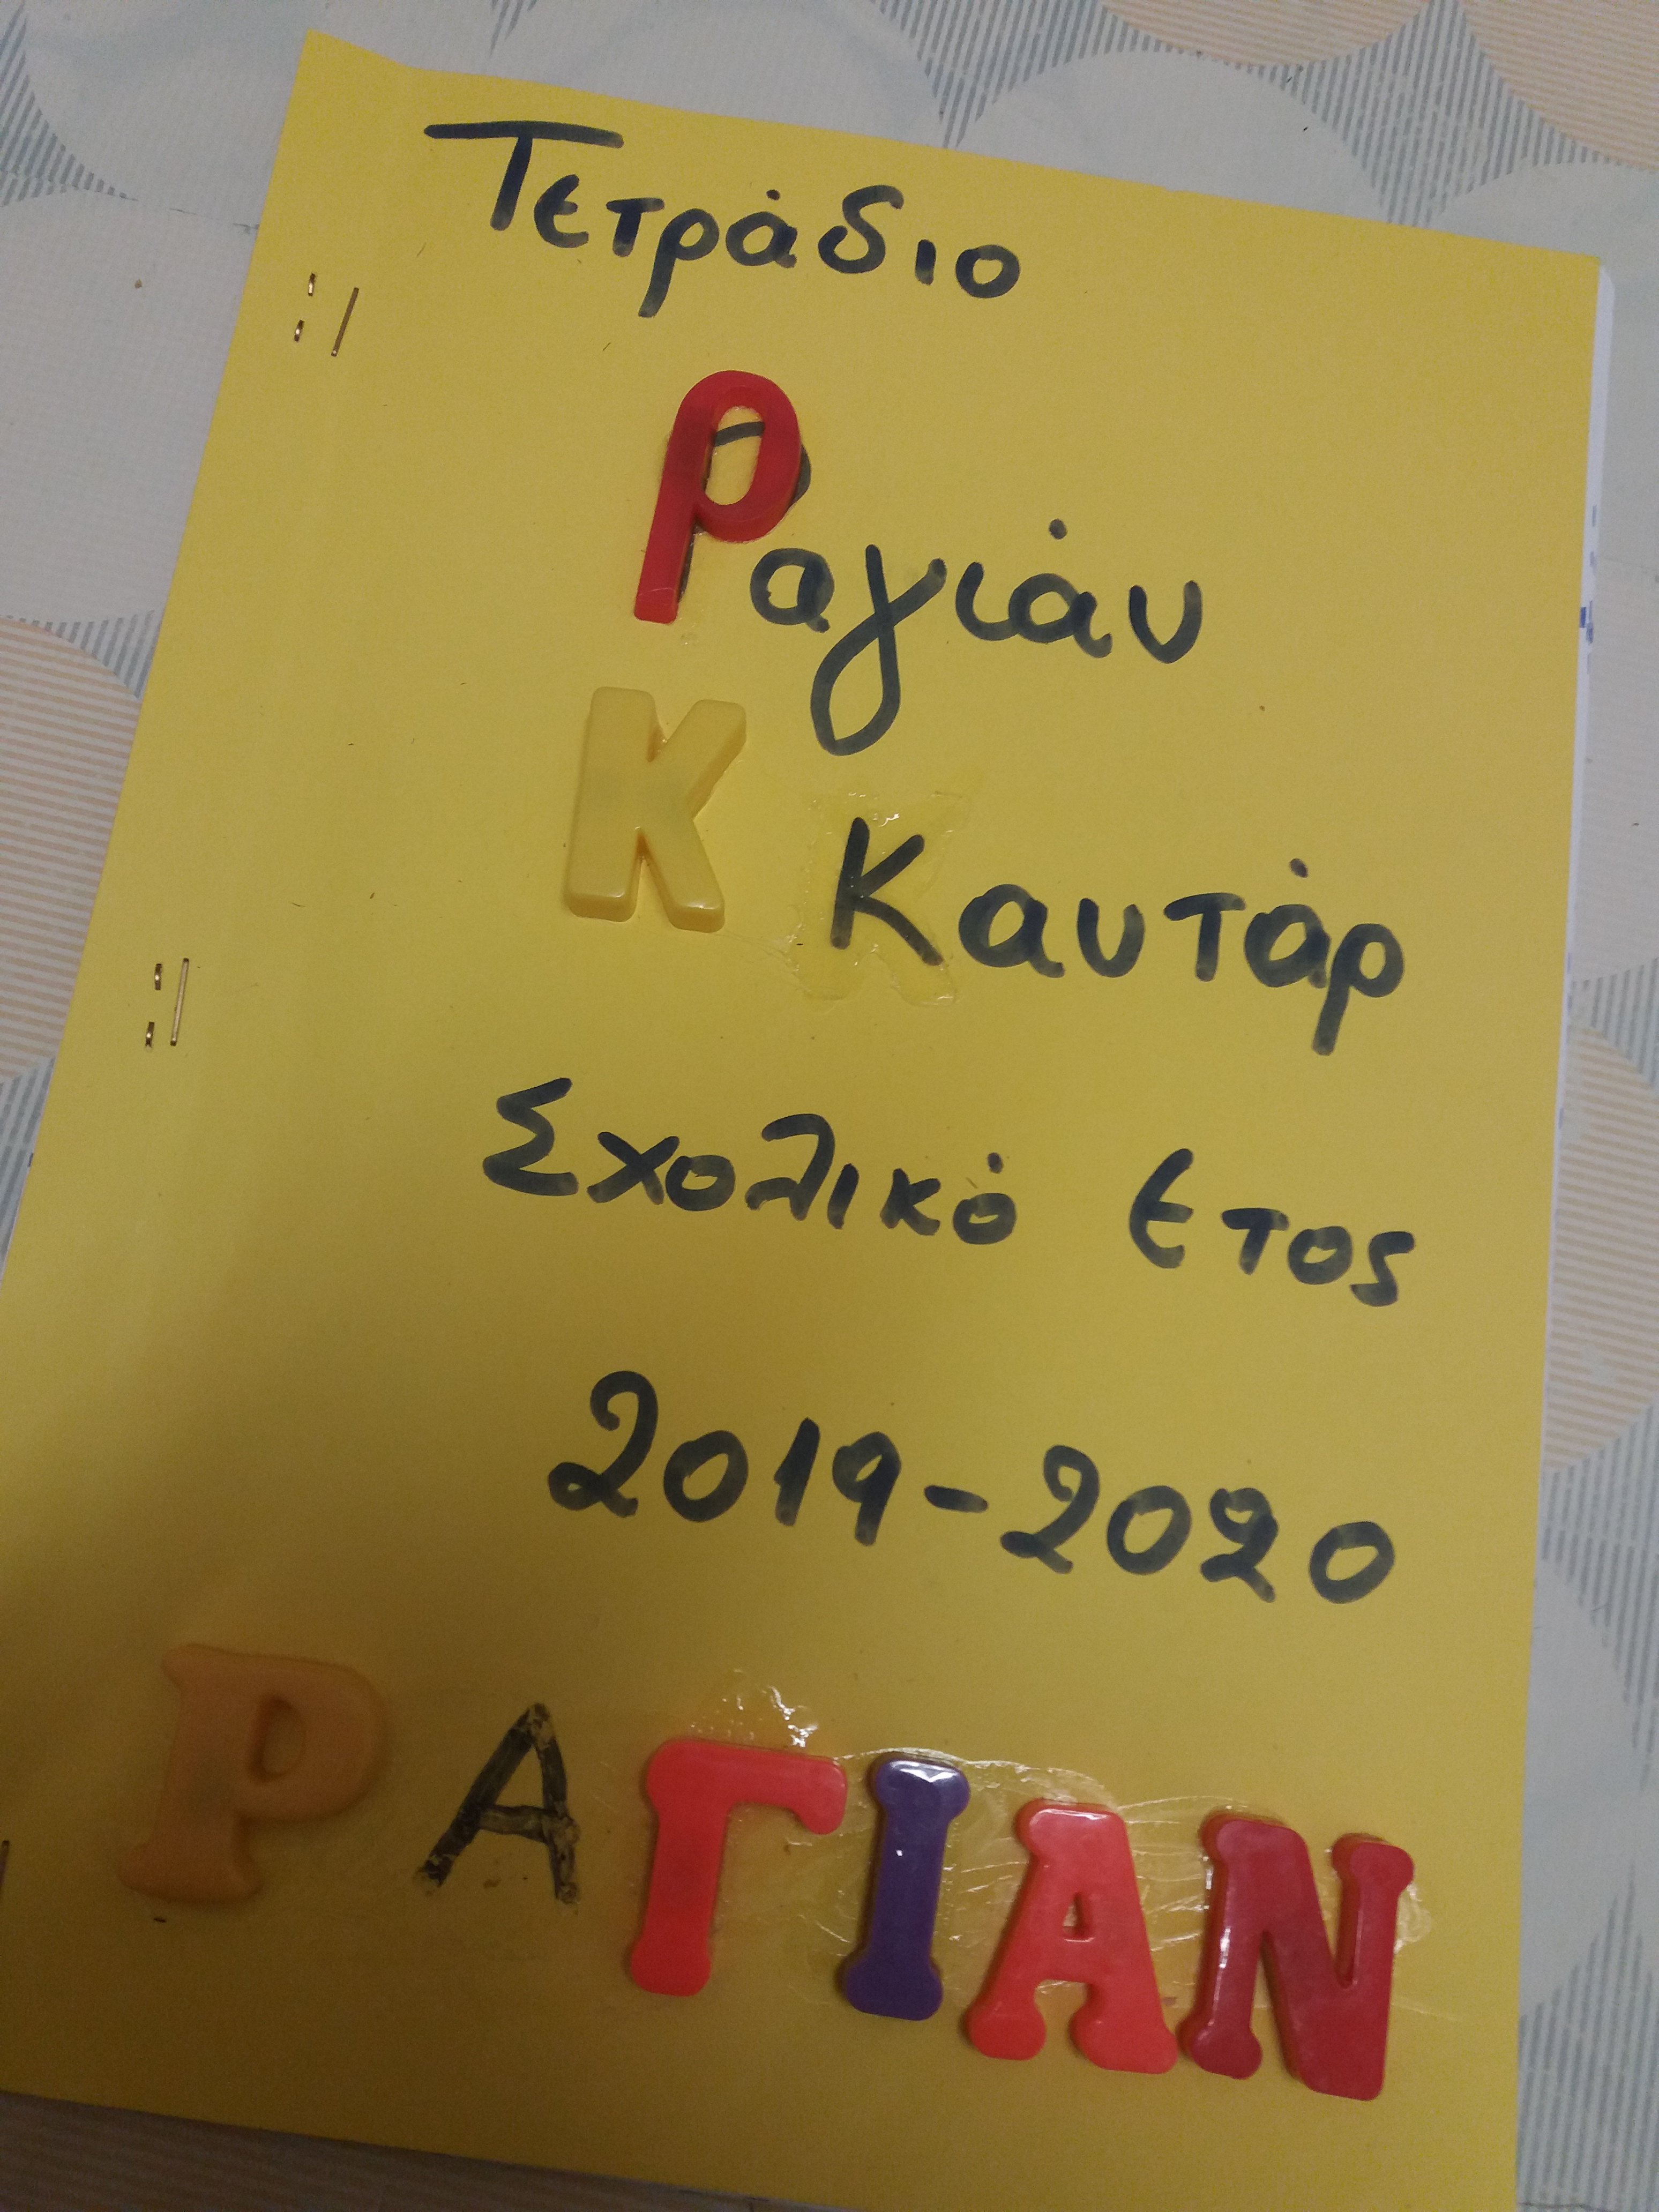 Τετράδιο
Ραγιάν
Κ Καυτάρ
Σχολικό έτος
2019-2020
ΡΑΓΙΑΝ